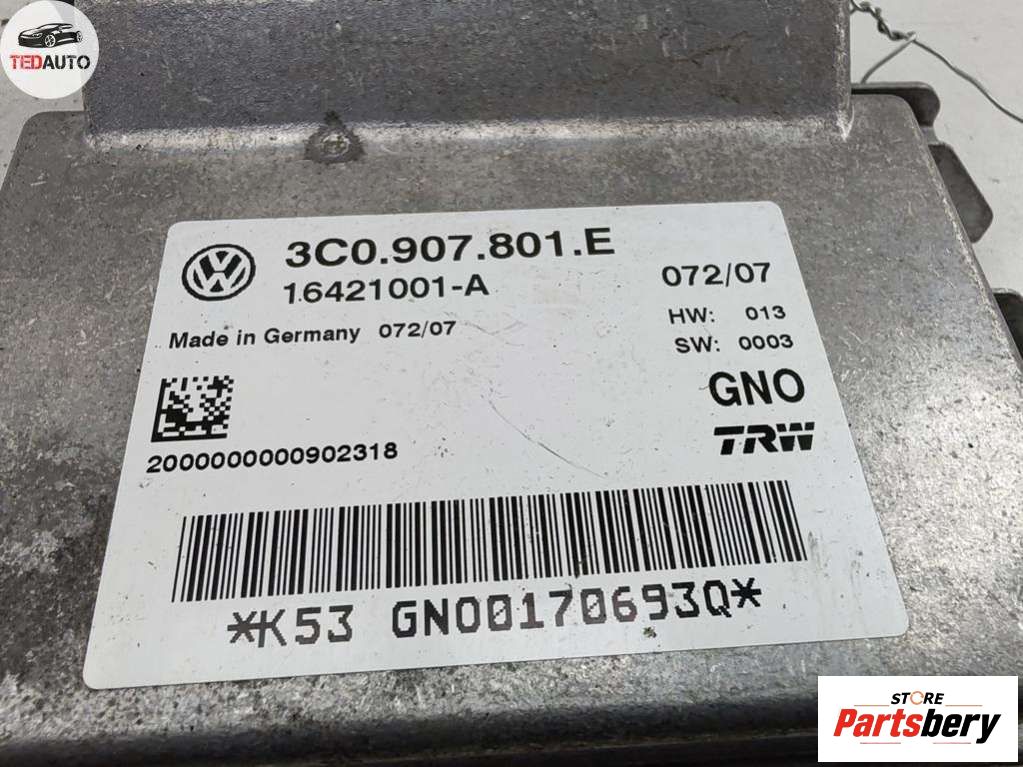 TEDAUTO
3C0.907.801.E
16421001-A
072/07
Made in Germany 072/07
HW: 013
SW: 0003
GNO
TRW
2000000000902318
*K53 GNO0170693Q*
STORE
Partsbery